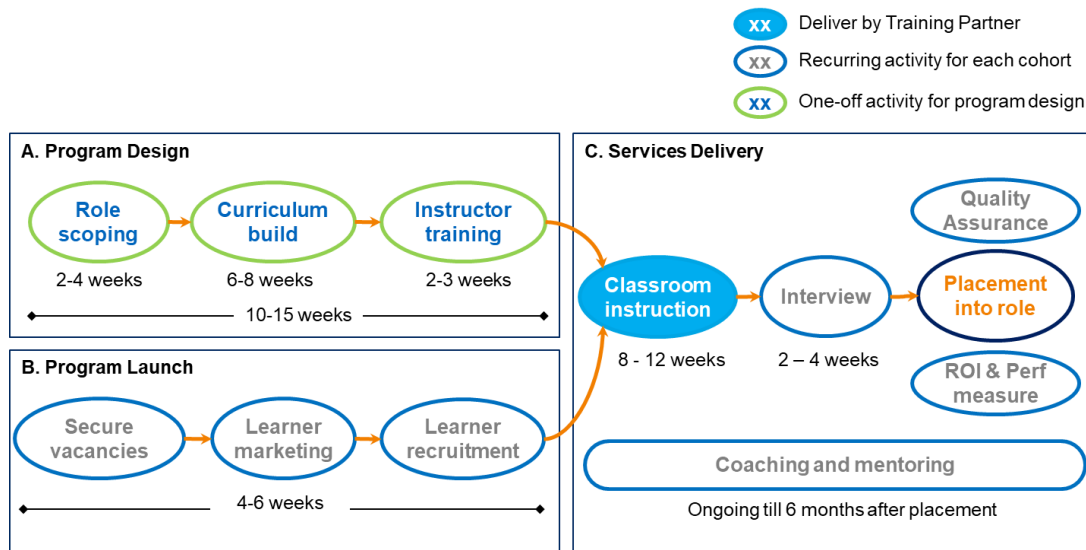 xx Deliver by Training Partner
xx Recurring activity for each cohort
xx One-off activity for program design
A. Program Design
Role
scoping
Curriculum
build
Instructor
training
2-4 weeks
6-8 weeks
2-3 weeks
10-15 weeks
B. Program Launch
Secure
vacancies
Learner
marketing
Learner
recruitment
4-6 weeks
C. Services Delivery
Classroom
instruction
8 - 12 weeks
Interview
2 – 4 weeks
Quality
Assurance
Placement
into role
ROI & Perf
measure
Coaching and mentoring
Ongoing till 6 months after placement